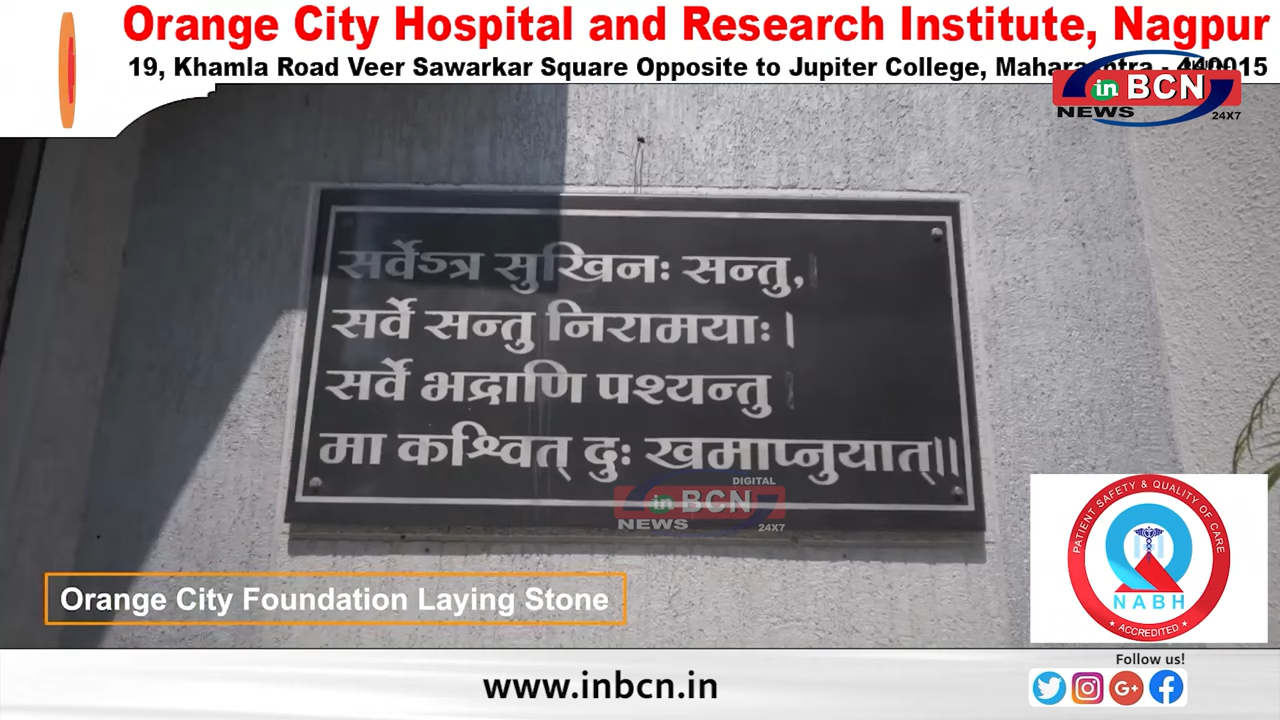 Orange City Hospital and Research Institute, Nagpur
19, Khamla Road Veer Sawarkar Square Opposite to Jupiter College, Maharashtra - 440015
in BCN
NEWS 24X7
सर्वेऽत्र सुखिनः सन्तु,
सर्वे सन्तु निरामयाः।
सर्वे भद्राणि पश्यन्तु
मा कश्वित् दुः खमाप्नुयात्।।
DIGITAL
in BCN
NEWS 24X7
Orange City Foundation Laying Stone
PATIENT SAFETY & QUALITY OF CARE
NABH
ACCREDITED
Follow us!
www.inbcn.in